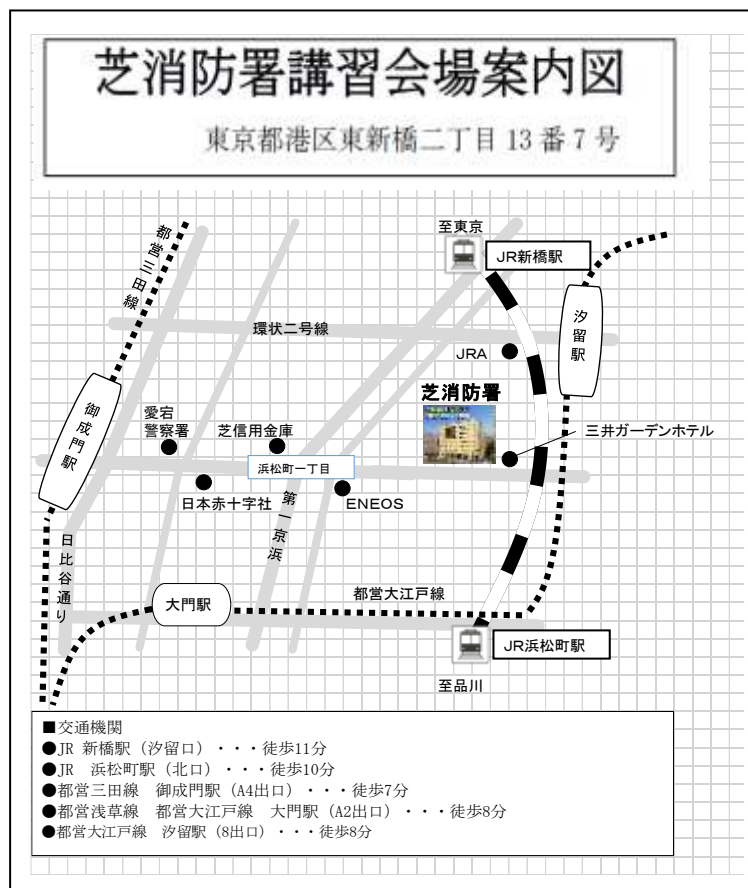 芝消防署講習会場案内図
東京都港区東新橋二丁目 13 番 7 号
都営三田線
至東京
JR新橋駅
汐留駅
環状二号線
JRA
芝消防署
御成門駅
愛宕
警察署
芝信用金庫
三井ガーデンホテル
浜松町一丁目
日本赤十字社
ENEOS
第一京浜
日比谷通り
大門駅
都営大江戸線
JR浜松町駅
至品川
■交通機関
●JR 新橋駅（汐留口）・・・徒歩11分
●JR　浜松町駅（北口）・・・徒歩10分
●都営三田線　御成門駅（A4出口）・・・徒歩7分
●都営浅草線　都営大江戸線　大門駅（A2出口）・・・徒歩8分
●都営大江戸線　汐留駅（8出口）・・・徒歩8分